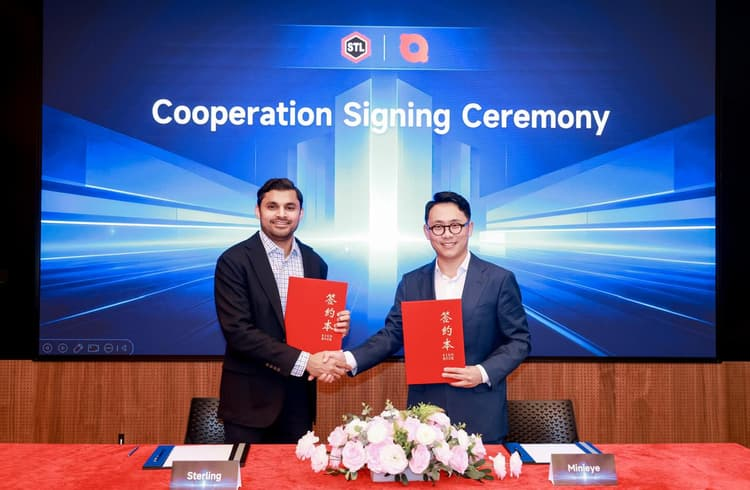 STL
Cooperation Signing Ceremony
签约本
签约本
Sterling
Minieye